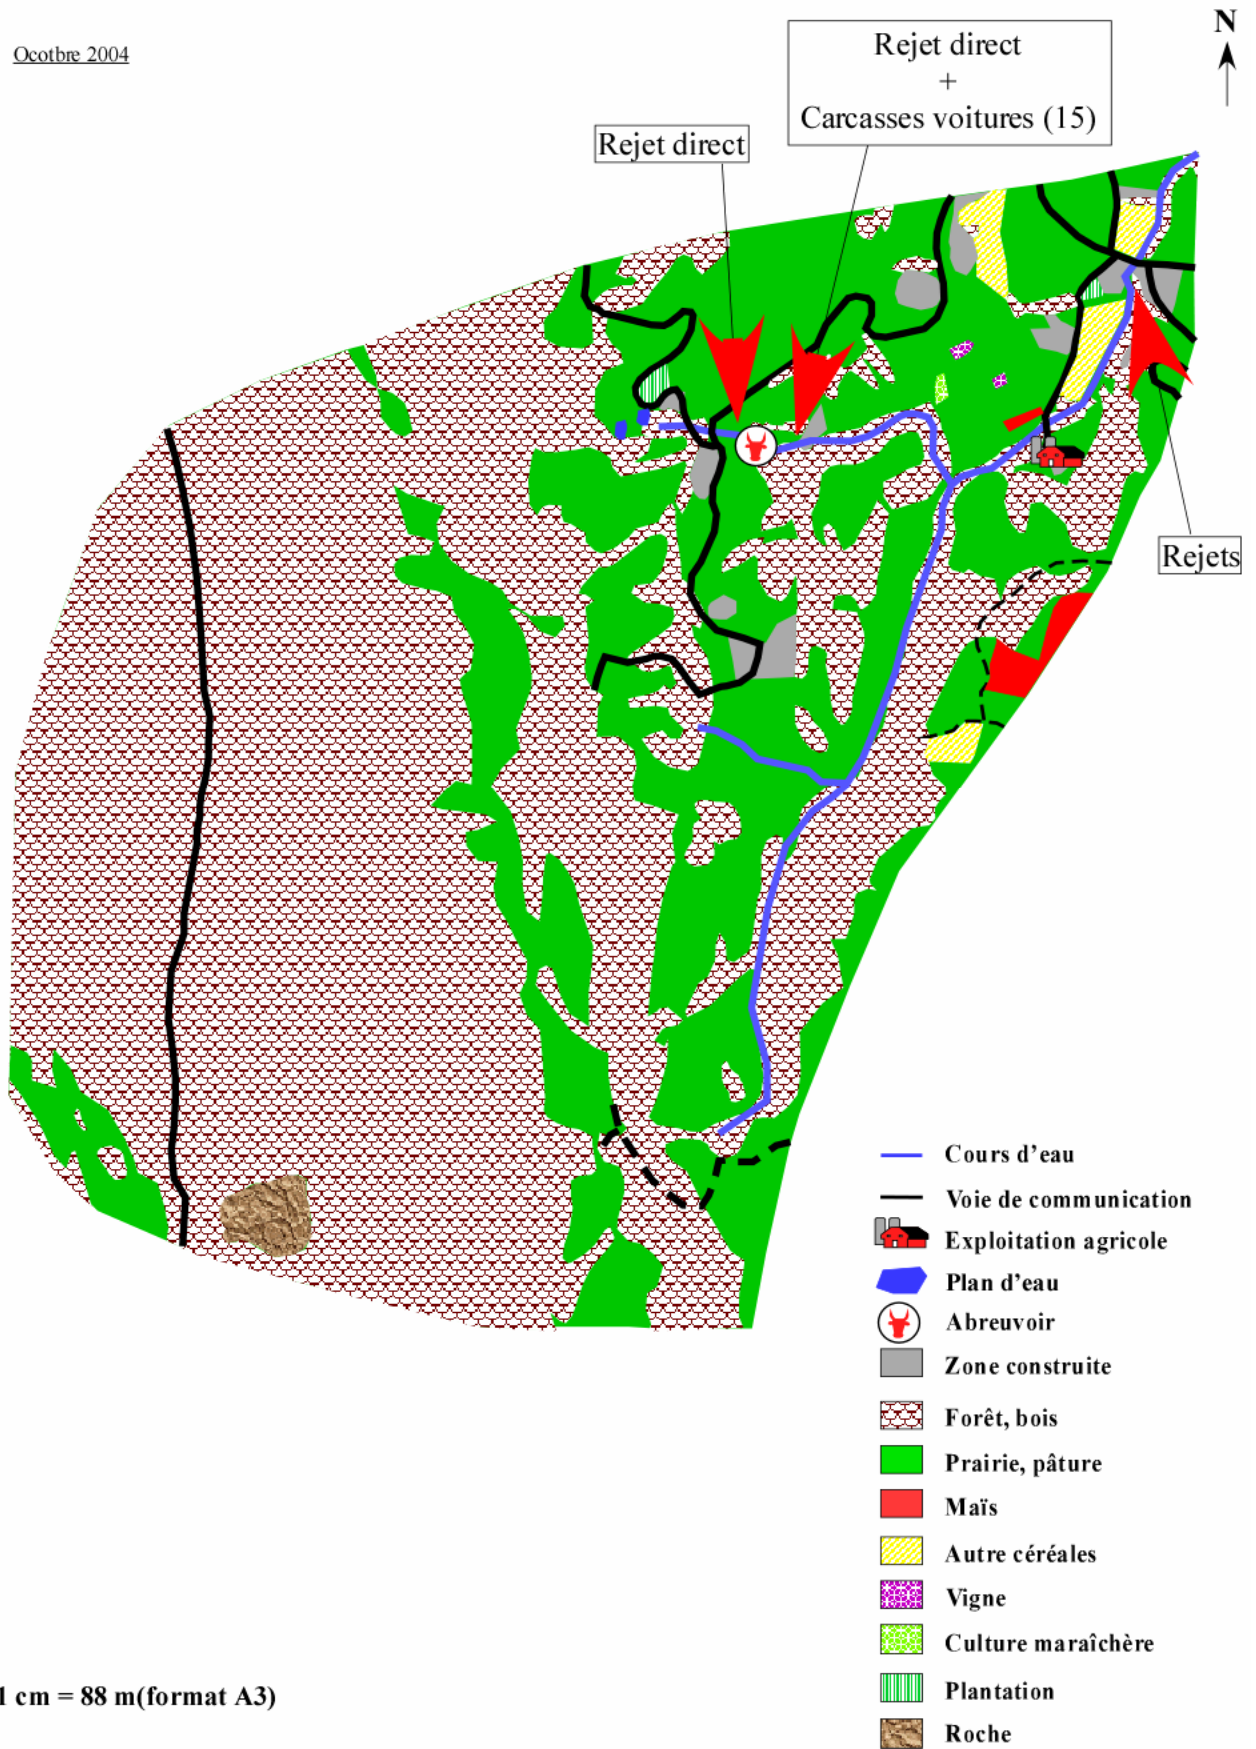 N
Ocotbre 2004
Rejet direct
+
Carcasses voitures (15)
Rejet direct
Rejets
Cours d'eau
Voie de communication
Exploitation agricole
Plan d'eau
Abreuvoir
Zone construite
Forêt, bois
Prairie, pâture
Maïs
Autre céréales
Vigne
Culture maraîchère
Plantation
Roche
1 cm = 88 m(format A3)